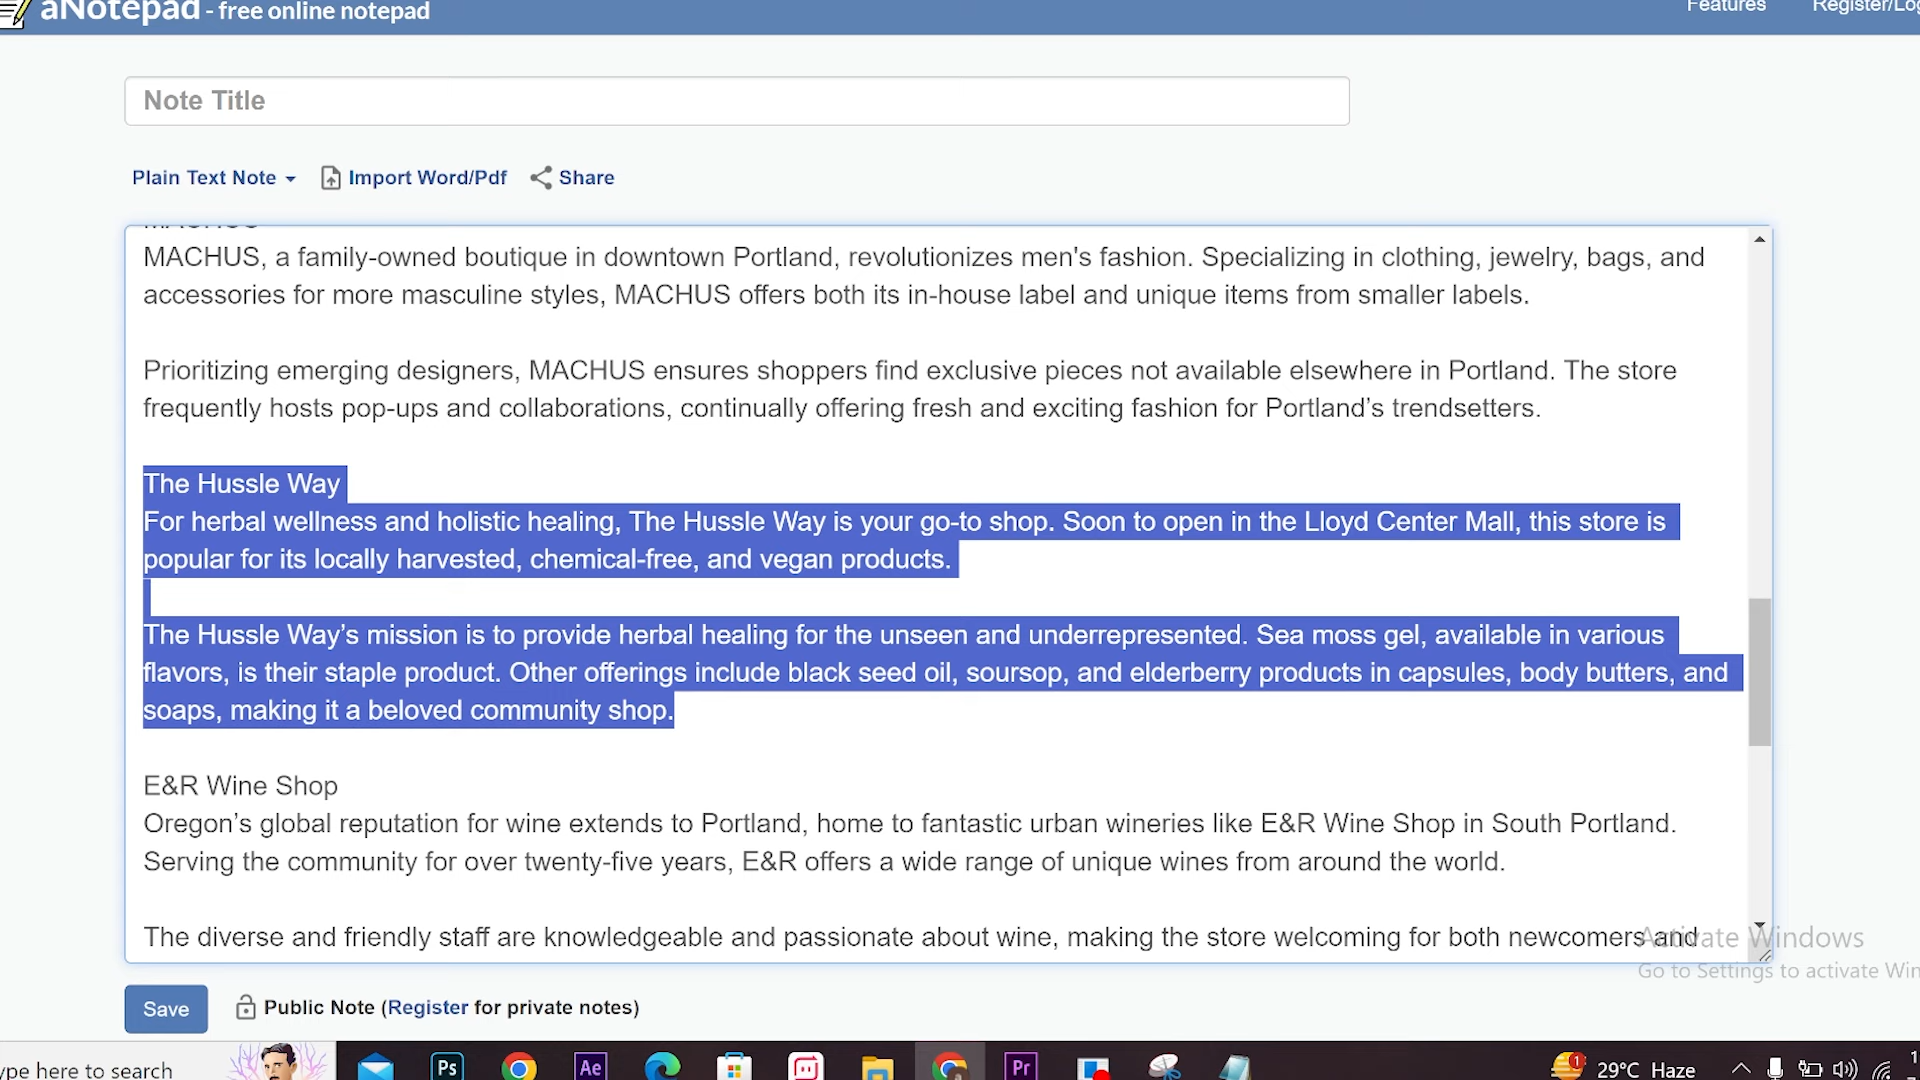 aNotepad - free online notepad
Features
Note Title
Plain Text Note
Import Word/Pdf
Share
MACHUS, a family-owned boutique in downtown Portland, revolutionizes men's fashion. Specializing in clothing, jewelry, bags, and
accessories for more masculine styles, MACHUS offers both its in-house label and unique items from smaller labels.
Prioritizing emerging designers, MACHUS ensures shoppers find exclusive pieces not available elsewhere in Portland. The store
frequently hosts pop-ups and collaborations, continually offering fresh and exciting fashion for Portland’s trendsetters.
The Hussle Way
For herbal wellness and holistic healing, The Hussle Way is your go-to shop. Soon to open in the Lloyd Center Mall, this store is
popular for its locally harvested, chemical-free, and vegan products.
The Hussle Way’s mission is to provide herbal healing for the unseen and underrepresented. Sea moss gel, available in various
flavors, is their staple product. Other offerings include black seed oil, soursop, and elderberry products in capsules, body butters, and
soaps, making it a beloved community shop.
E&R Wine Shop
Oregon’s global reputation for wine extends to Portland, home to fantastic urban wineries like E&R Wine Shop in South Portland.
Serving the community for over twenty-five years, E&R offers a wide range of unique wines from around the world.
The diverse and friendly staff are knowledgeable and passionate about wine, making the store welcoming for both newcomers and
Activate Windows
Go to Settings to activate Win
Save
Public Note (Register for private notes)
ype here to search
Ps
Ae
Pr
1
29°C Haze